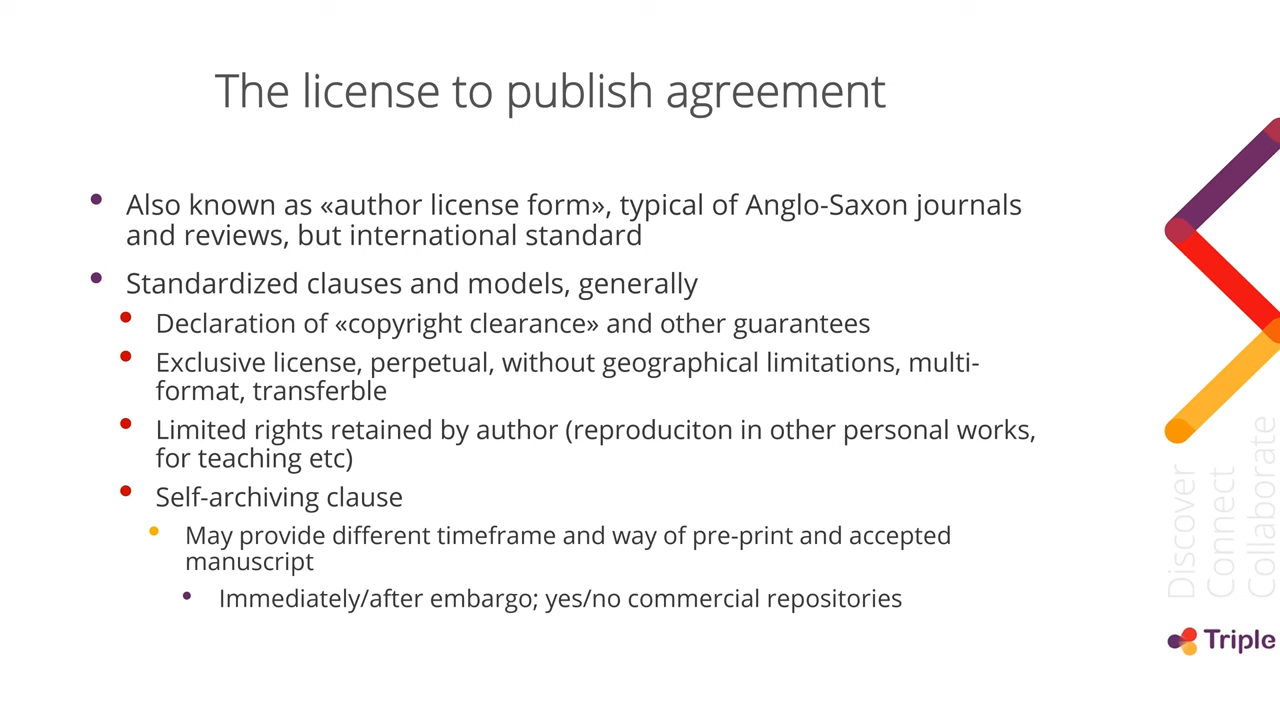 The license to publish agreement
• Also known as «author license form», typical of Anglo-Saxon journals
and reviews, but international standard
• Standardized clauses and models, generally
• Declaration of «copyright clearance» and other guarantees
• Exclusive license, perpetual, without geographical limitations, multi-
format, transferble
• Limited rights retained by author (reproduciton in other personal works,
for teaching etc)
• Self-archiving clause
• May provide different timeframe and way of pre-print and accepted
manuscript
• Immediately/after embargo; yes/no commercial repositories
Discover
Connect
Collaborate
Triple